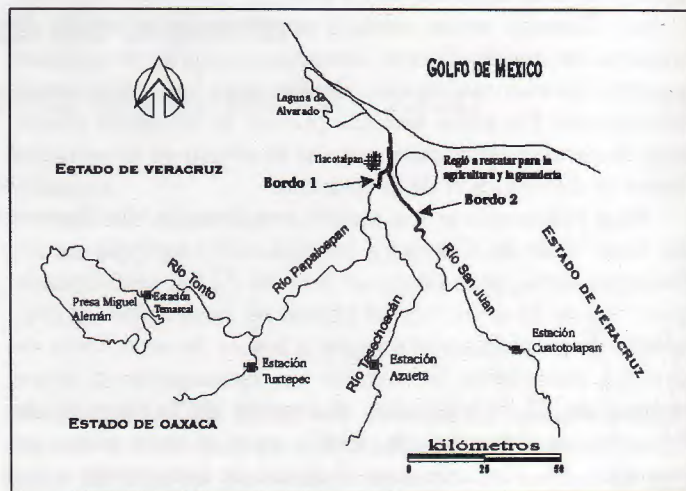 GOLFO DE MEXICO
Laguna de
Alvarado
ESTADO DE VERACRUZ
Tlacotalpan
Regió a rescatar para la
agricultura y la ganadería
Bordo 1
Bordo 2
Río Papaloapan
Río Tonto
Río San Juan
ESTADO DE VERACRUZ
Presa Miguel
Alemán
Estación
Temascal
Río Tesechoacán
Estación
Cuatotolapan
Estación
Tuxtepec
Estación
Azueta
ESTADO DE OAXACA
kilómetros
0 25 50